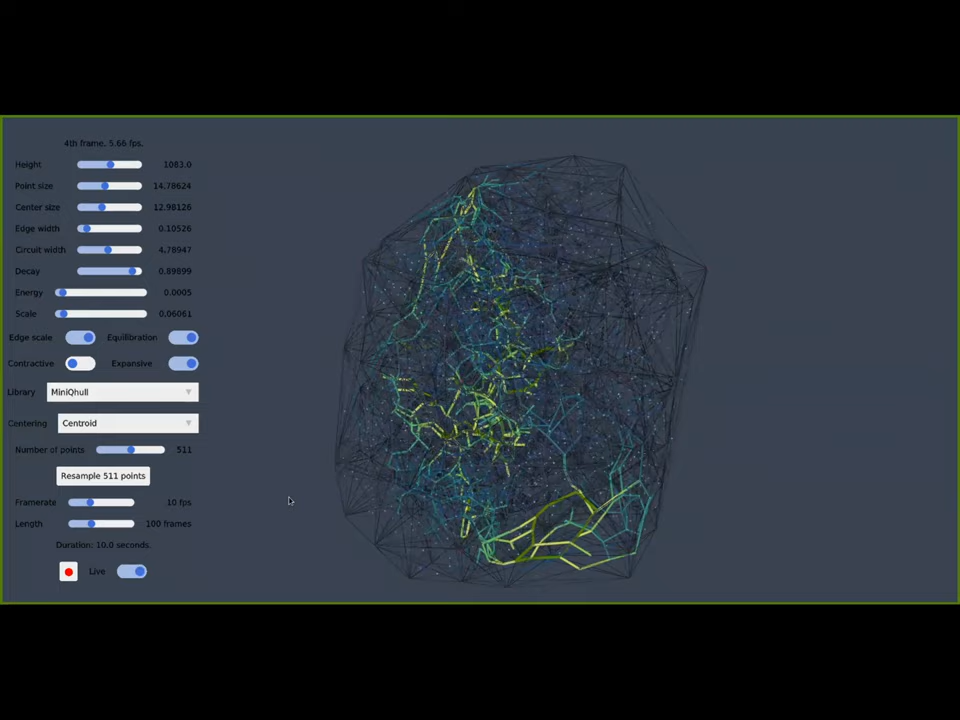 4th frame, 5.66 fps.
Height 1083.0
Point size 14.78624
Center size 12.98126
Edge width 0.10526
Circuit width 4.78947
Decay 0.89899
Energy 0.0005
Scale 0.06061
Edge scale Equillibration
Contractive Expansive
Library MiniQhull
Centering Centroid
Number of points 511
Resample 511 points
Framerate 10 fps
Length 100 frames
Duration: 10.0 seconds.
Live